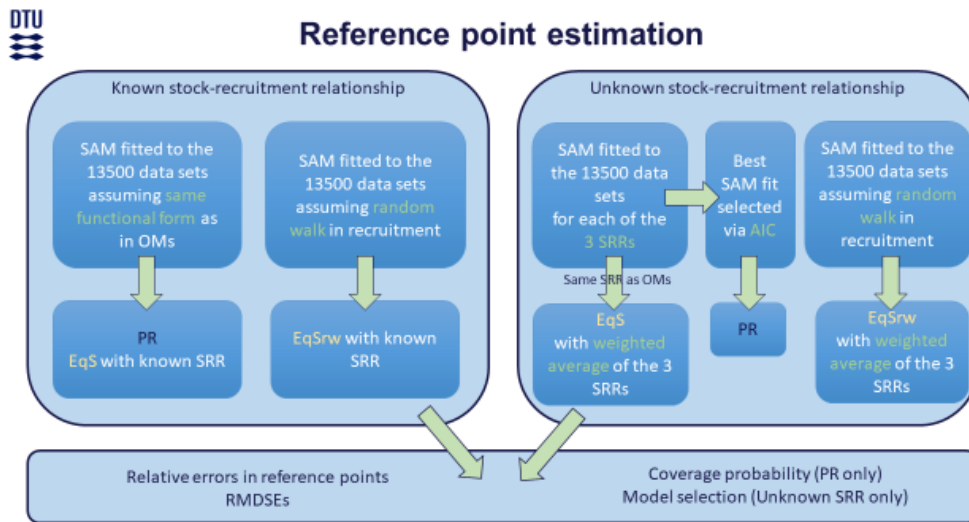 DTU
Reference point estimation
Known stock-recruitment relationship
SAM fitted to the
13500 data sets
assuming same
functional form as
in OMs
SAM fitted to the
13500 data sets
assuming random
walk in recruitment
PR
EqS with known SRR
EqSrw with known
SRR
Unknown stock-recruitment relationship
SAM fitted to
the 13500 data
sets
for each of the
3 SRRs
Best
SAM fit
selected
via AIC
SAM fitted to the
13500 data sets
assuming random
walk in
recruitment
Same SRR as OMs
EqS
with weighted
average of the 3
SRRs
PR
EqSrw
with weighted
average of the 3
SRRs
Relative errors in reference points
RMDSEs
Coverage probability (PR only)
Model selection (Unknown SRR only)